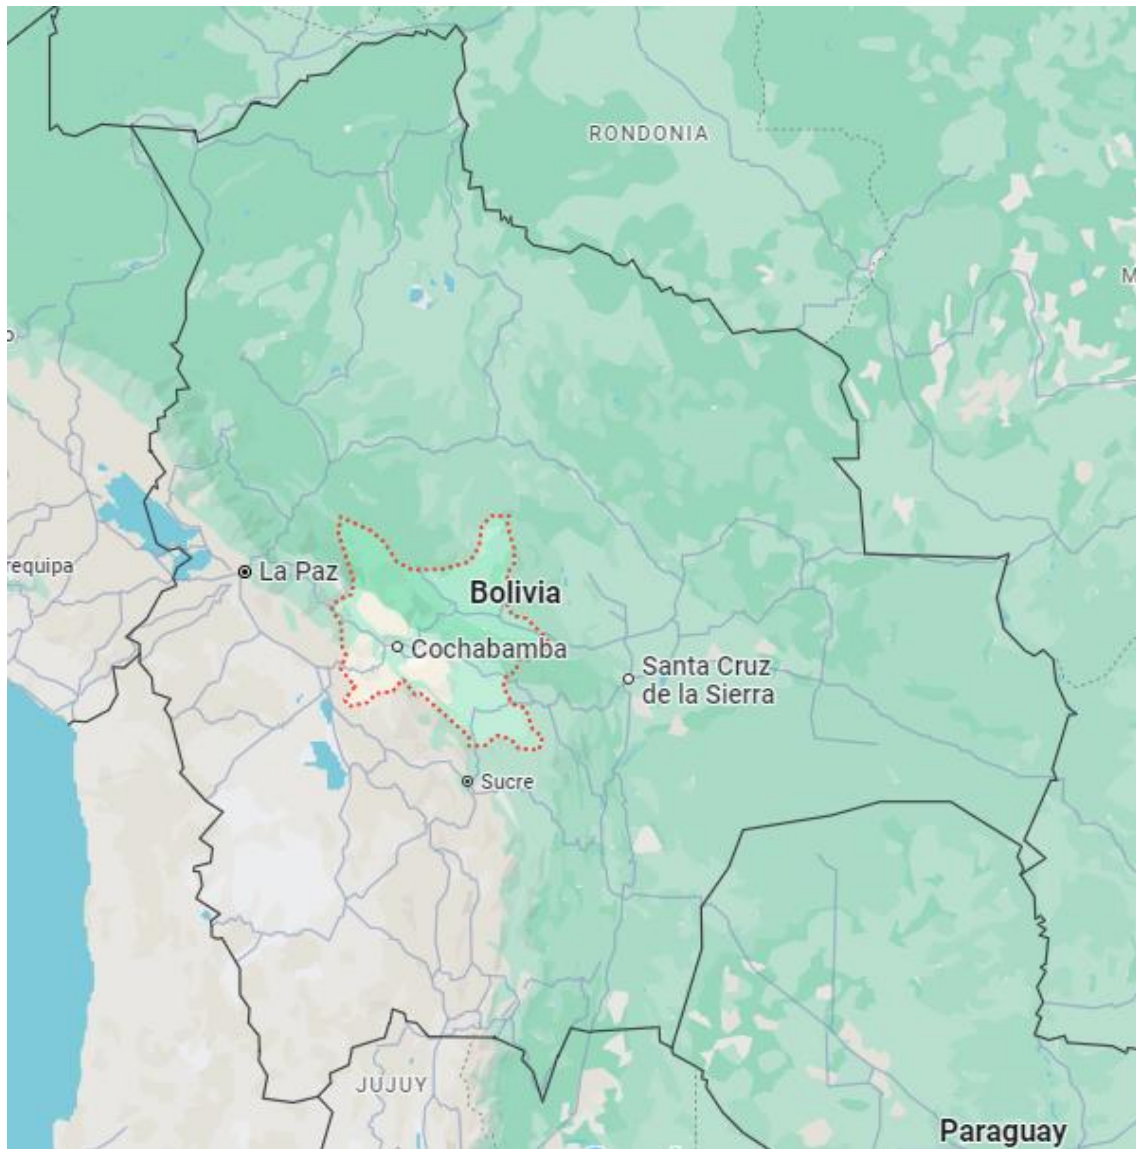 RONDONIA
requipa
La Paz
Bolivia
Cochabamba
Santa Cruz
de la Sierra
Sucre
JUJUY
Paraguay